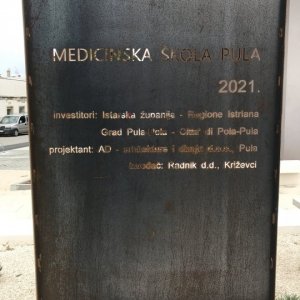 MEDICINSKA ŠKOLA PULA
2021.
investitori: Istarska županija - Regione Istriana
Grad Pula Pola - Citta' di Pola-Pula
projektant: AD - arhitektura i dizajn d.o.o., Pula
izvođač: Radnik d.d., Križevci